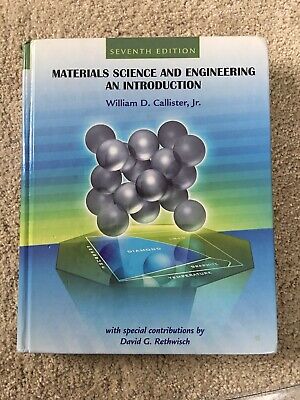 SEVENTH EDITION
MATERIALS SCIENCE AND ENGINEERING
AN INTRODUCTION
William D. Callister, Jr.
DIAMOND
GRAPHITE
TEMPERATURE
with special contributions by
David G. Rethwisch